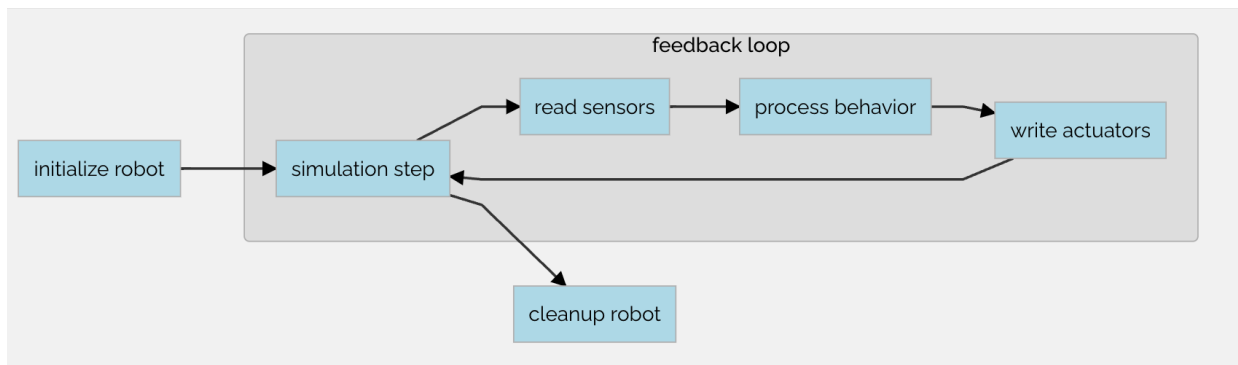 feedback loop
read sensors
process behavior
write actuators
initialize robot
simulation step
cleanup robot